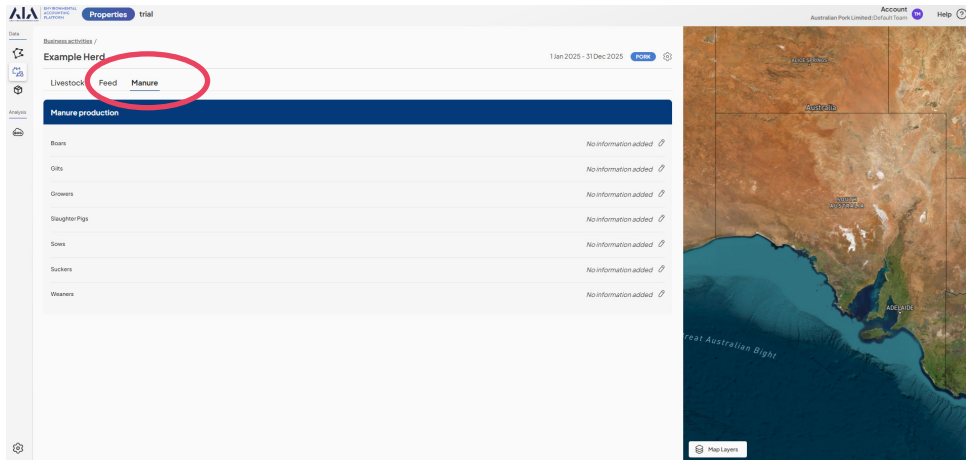 AIA ENVIRONMENTAL ACCOUNTING PLATFORM Properties trial
Account
Australian Pork Limited: Default Team TM Help ?
Data
Business activities /
Example Herd 1 Jan 2025 - 31 Dec 2025 PORK
Livestock Feed Manure
Analysis
Manure production
Boars No information added
Gilts No information added
Growers No information added
Slaughter Pigs No information added
Sows No information added
Suckers No information added
Weaners No information added
ALICE SPRINGS
Australia
SOUTH AUSTRALIA
ADELAIDE
Great Australian Bight
Map Layers